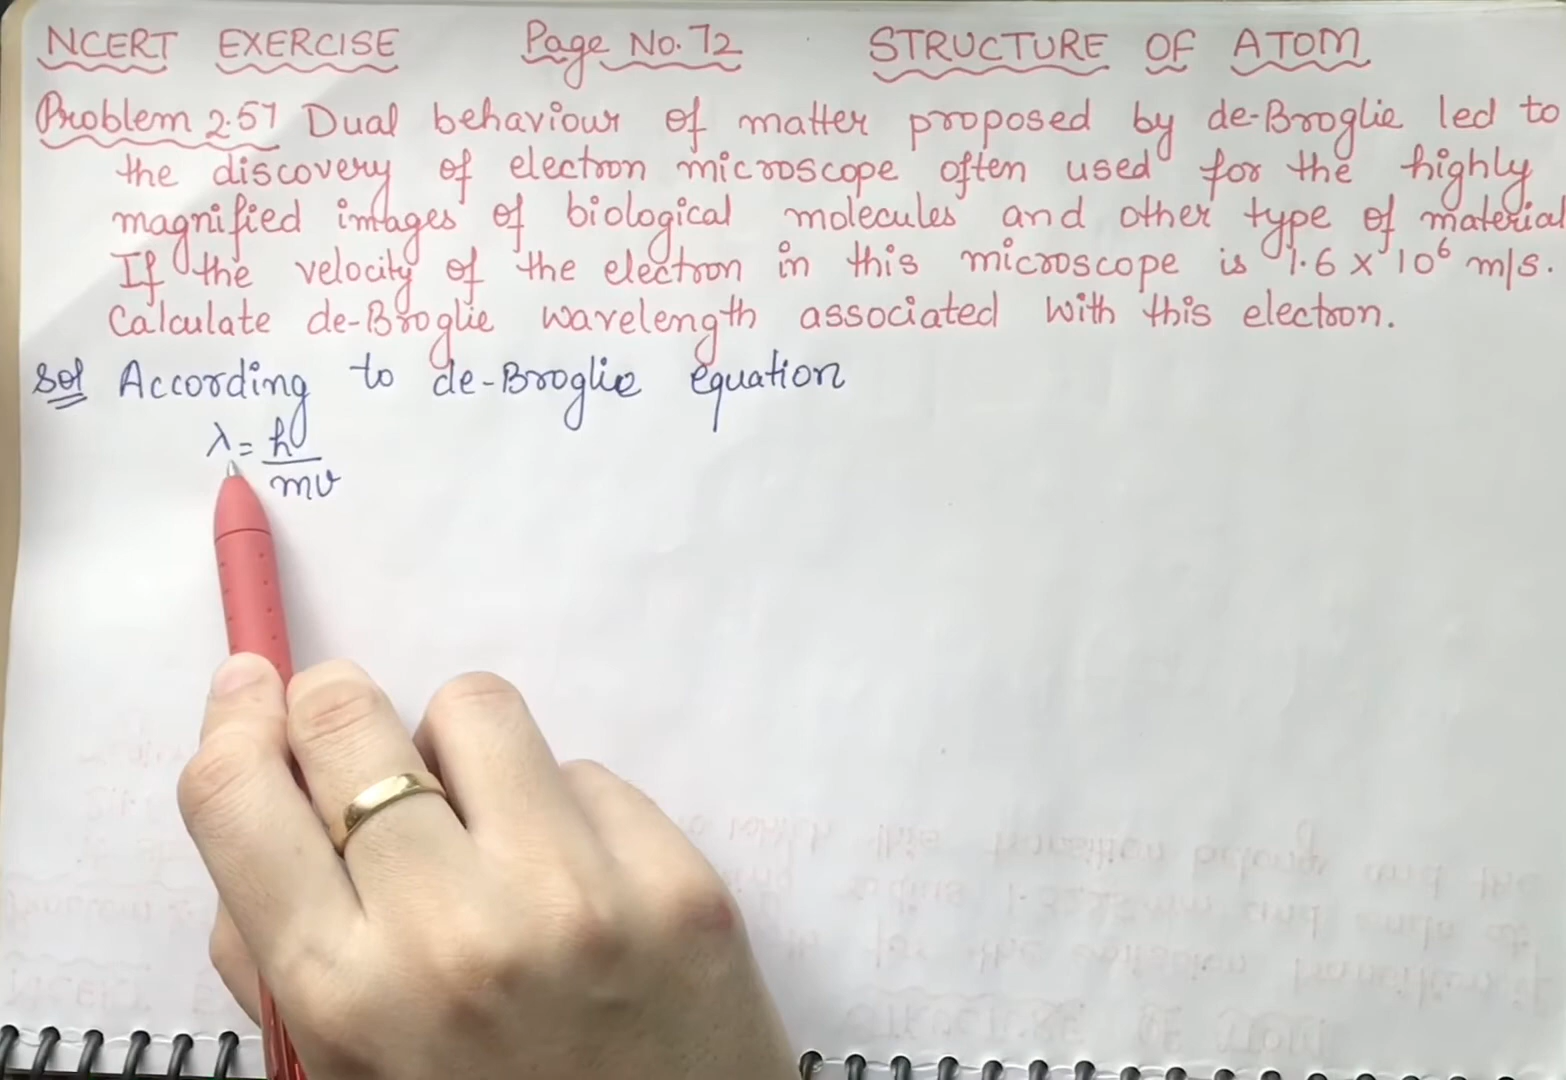 NCERT EXERCISE Page No. 72 STRUCTURE OF ATOM
Problem 2.57 Dual behaviour of matter proposed by de-Broglie led to
the discovery of electron microscope often used for the highly
magnified images of biological molecules and other type of material
If the velocity of the electron in this microscope is 1.6 x 10⁶ m/s.
Calculate de-Broglie wavelength associated with this electron.
Sol According to de-Broglie equation
λ = h
mv